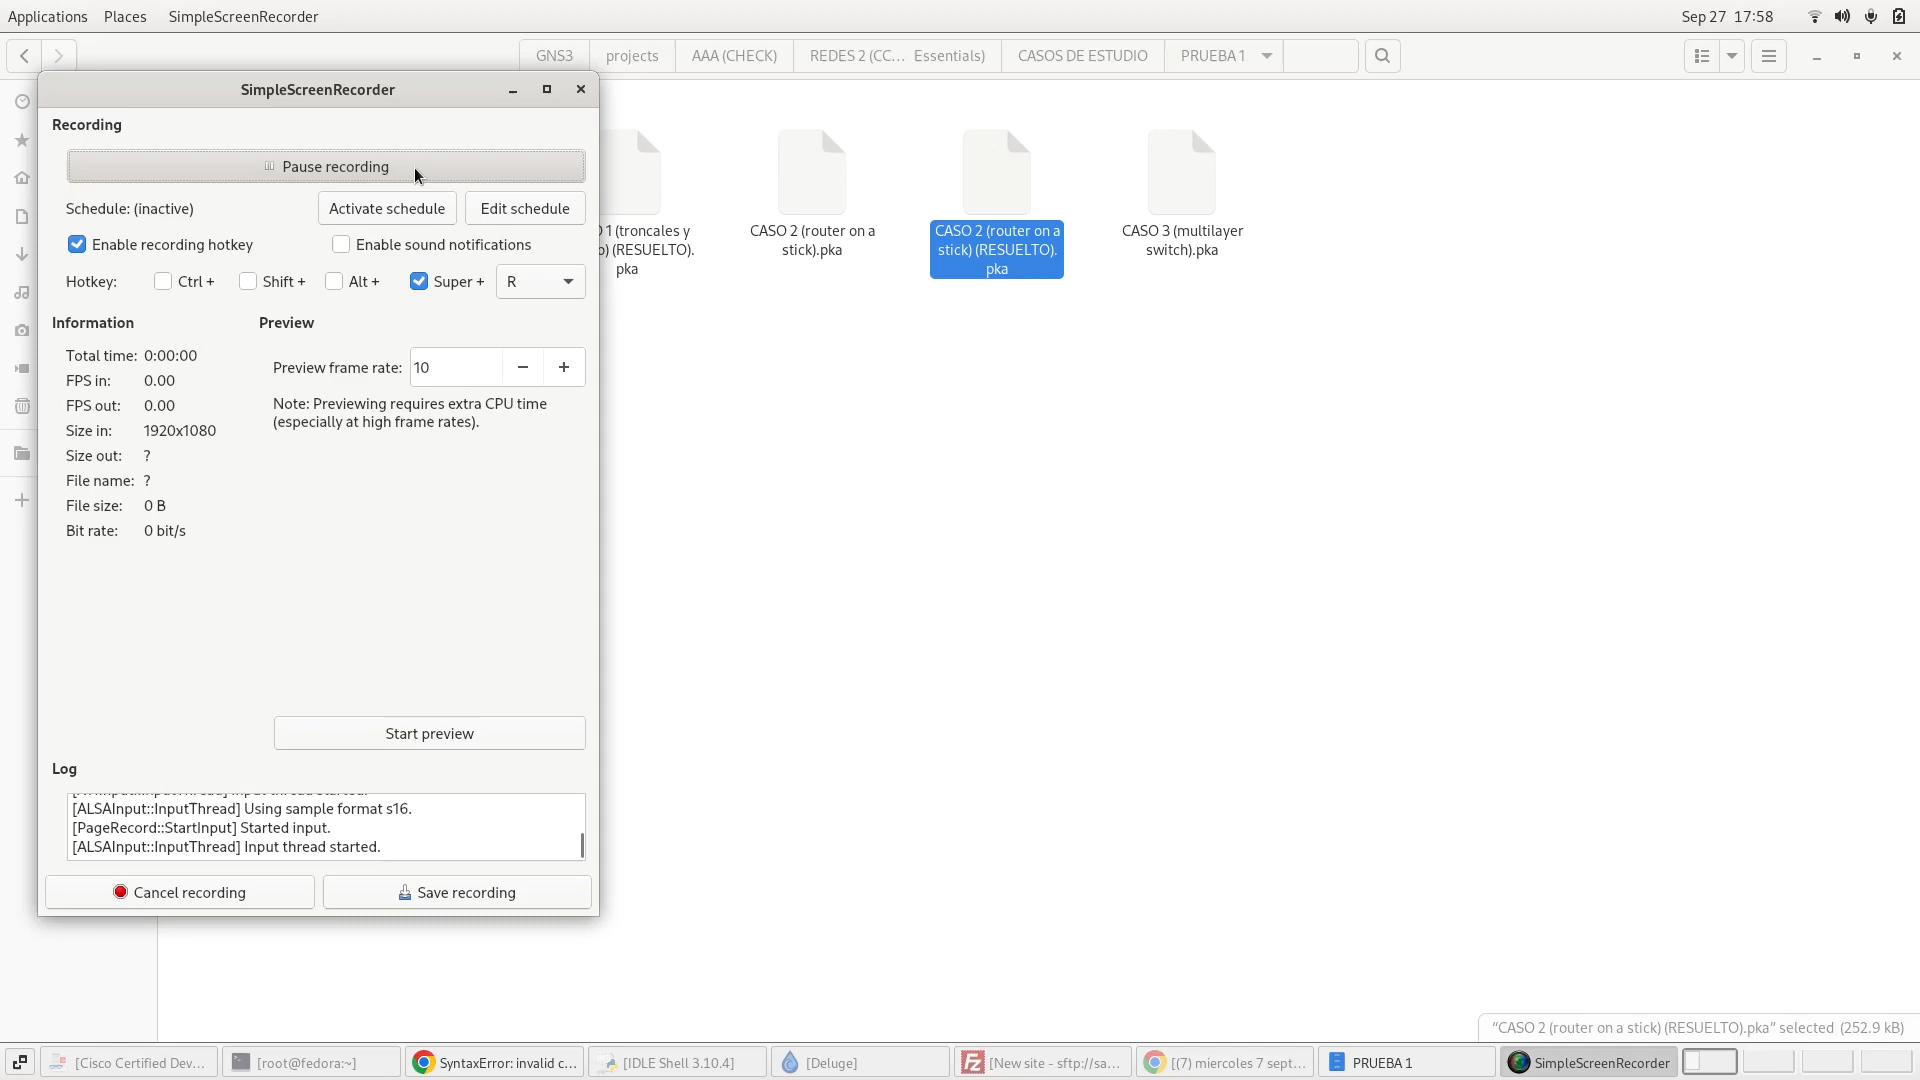 Applications Places SimpleScreenRecorder Sep 27 17:58
GNS3 projects AAA (CHECK) REDES 2 (CC... Essentials) CASOS DE ESTUDIO PRUEBA 1
SimpleScreenRecorder
Recording
Pause recording
Schedule: (inactive) Activate schedule Edit schedule
Enable recording hotkey Enable sound notifications
Hotkey: Ctrl + Shift + Alt + Super + R
Information Preview
Total time: 0:00:00
FPS in: 0.00
FPS out: 0.00
Size in: 1920x1080
Size out: ?
File name: ?
File size: 0 B
Bit rate: 0 bit/s
Preview frame rate: 10
Note: Previewing requires extra CPU time
(especially at high frame rates).
Start preview
Log
[ALSAInput::InputThread] Using sample format s16.
[PageRecord::StartInput] Started input.
[ALSAInput::InputThread] Input thread started.
Cancel recording Save recording
O 1 (troncales y
) (RESUELTO).
pka
CASO 2 (router on a
stick).pka
CASO 2 (router on a
stick) (RESUELTO).
pka
CASO 3 (multilayer
switch).pka
"CASO 2 (router on a stick) (RESUELTO).pka" selected (252.9 kB)
[Cisco Certified Dev... [root@fedora:~] SyntaxError: invalid c... [IDLE Shell 3.10.4] [Deluge] [New site - sftp://sa... [(7) miercoles 7 sept... PRUEBA 1 SimpleScreenRecorder